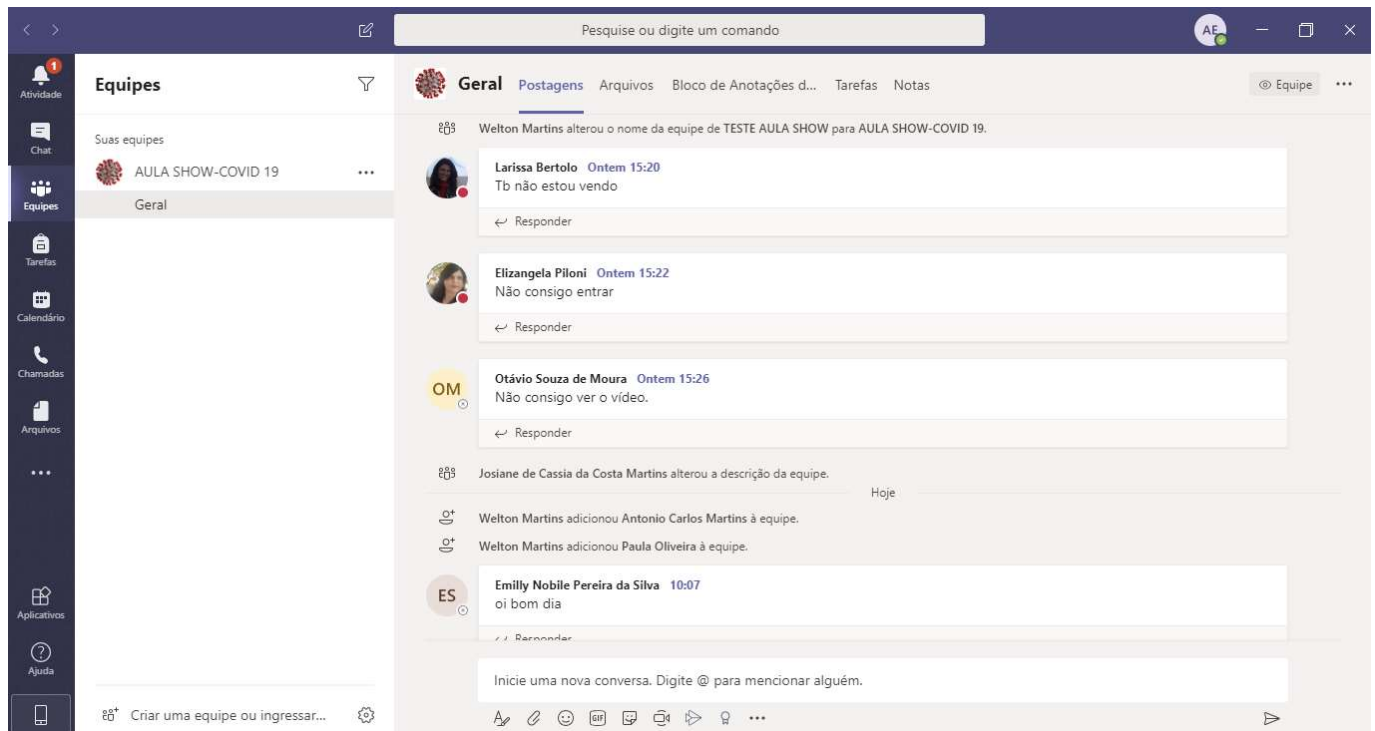 Pesquise ou digite um comando
AE
1
Atividade
Chat
Equipes
Tarefas
Calendário
Chamadas
Arquivos
Aplicativos
Ajuda
Equipes
Suas equipes
AULA SHOW-COVID 19
Geral
Criar uma equipe ou ingressar...
Geral Postagens Arquivos Bloco de Anotações d... Tarefas Notas
Equipe
Welton Martins alterou o nome da equipe de TESTE AULA SHOW para AULA SHOW-COVID 19.
Larissa Bertolo Ontem 15:20
Tb não estou vendo
Responder
Elizangela Piloni Ontem 15:22
Não consigo entrar
Responder
OM
Otávio Souza de Moura Ontem 15:26
Não consigo ver o vídeo.
Responder
Josiane de Cassia da Costa Martins alterou a descrição da equipe.
Hoje
Welton Martins adicionou Antonio Carlos Martins à equipe.
Welton Martins adicionou Paula Oliveira à equipe.
ES
Emilly Nobile Pereira da Silva 10:07
oi bom dia
Responder
Inicie uma nova conversa. Digite @ para mencionar alguém.
GIF